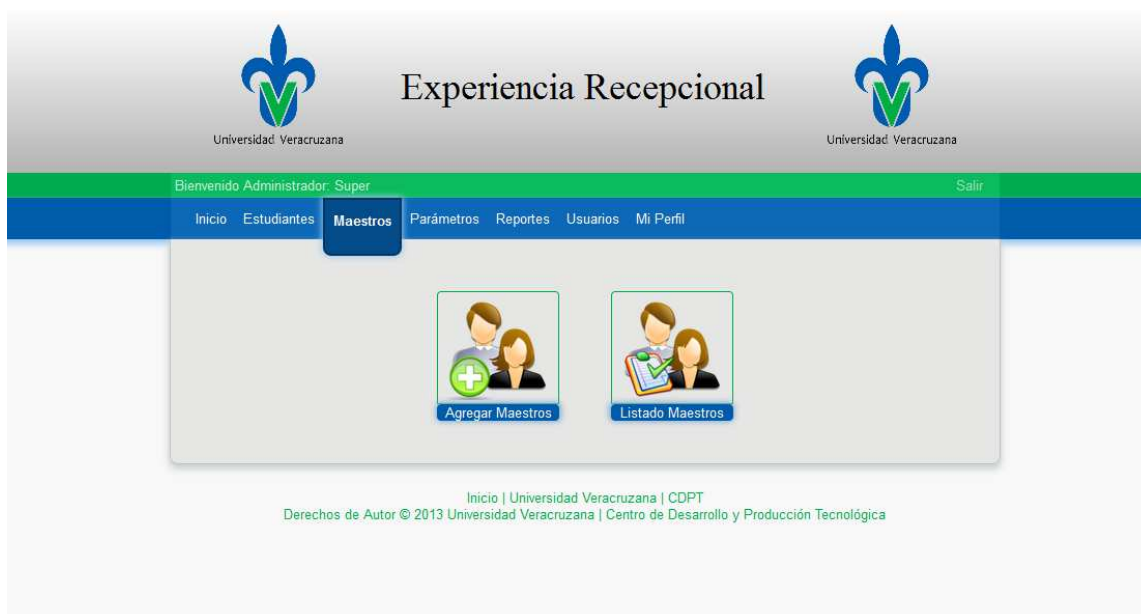 Experiencia Recepcional
Universidad Veracruzana
Universidad Veracruzana
Bienvenido Administrador: Super
Salir
Inicio Estudiantes Maestros Parámetros Reportes Usuarios Mi Perfil
Agregar Maestros
Listado Maestros
Inicio | Universidad Veracruzana | CDPT
Derechos de Autor © 2013 Universidad Veracruzana | Centro de Desarrollo y Producción Tecnológica